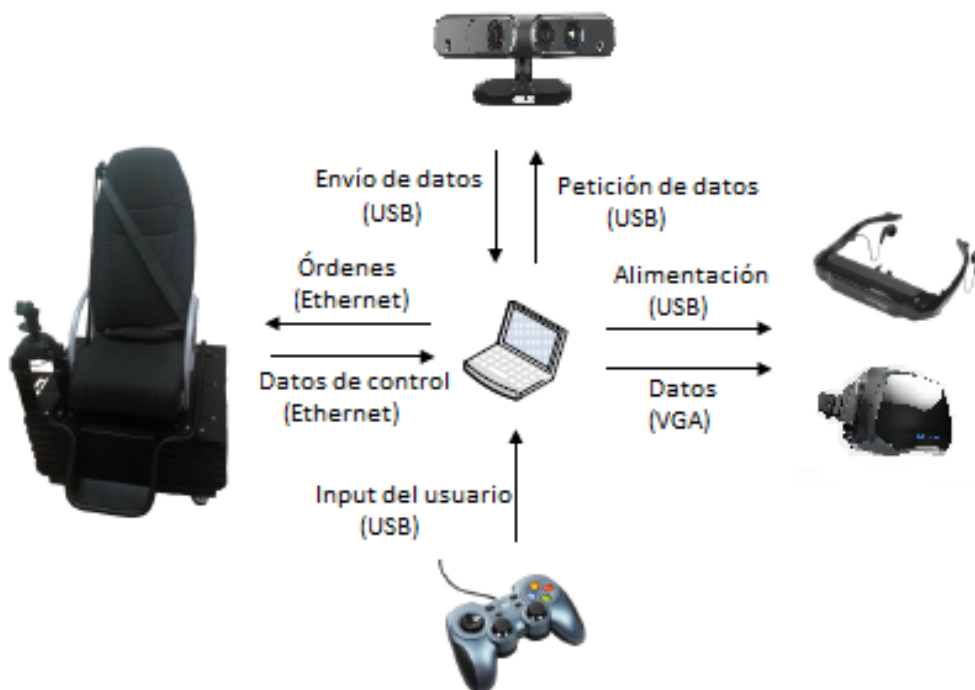 Envío de datos
(USB)
Petición de datos
(USB)
Órdenes
(Ethernet)
Alimentación
(USB)
Datos de control
(Ethernet)
Datos
(VGA)
Input del usuario
(USB)